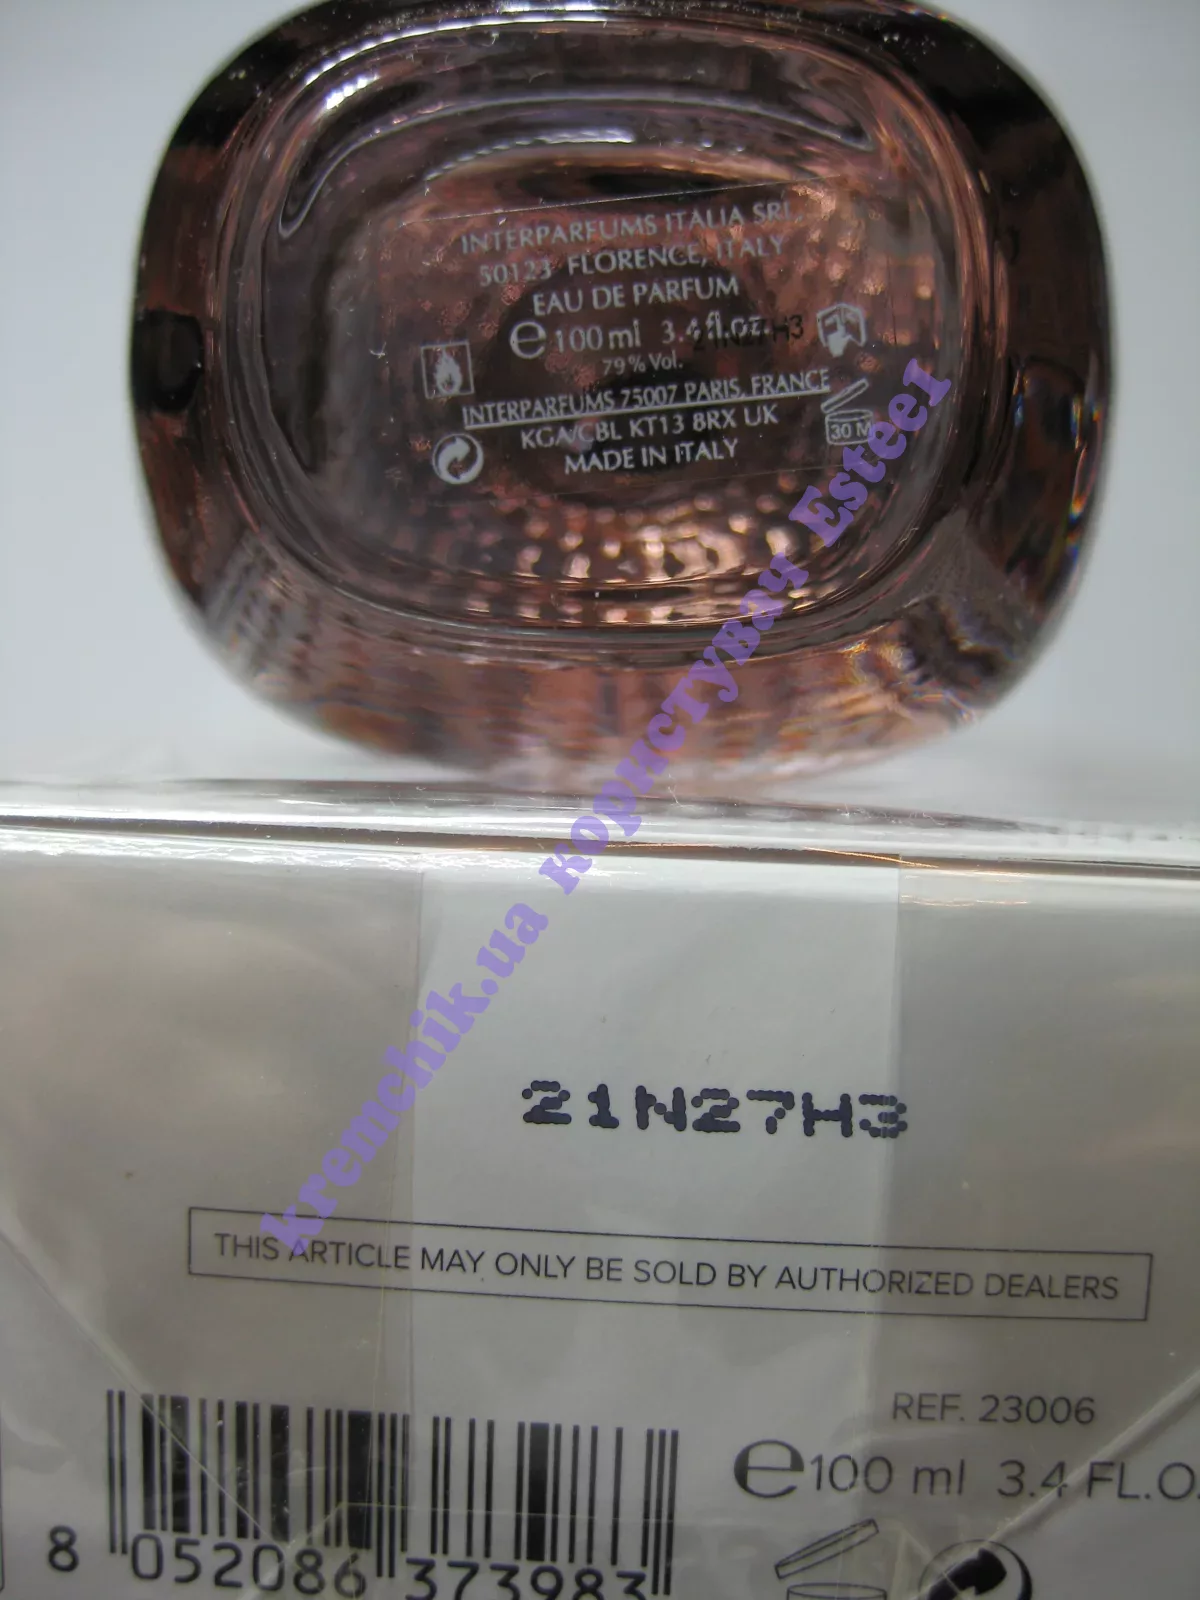 INTERPARFUMS ITALIA SRL,
50123 FLORENCE, ITALY
EAU DE PARFUM
e 100 ml 3.4 fl.oz.
21N27H3
79% Vol.
INTERPARFUMS 75007 PARIS, FRANCE
KGA/CBL KT13 8RX UK
30 M
MADE IN ITALY
kremchik.ua користувач Esteel
21N27H3
THIS ARTICLE MAY ONLY BE SOLD BY AUTHORIZED DEALERS
REF. 23006
e 100 ml 3.4 FL.O
8 052086 373983